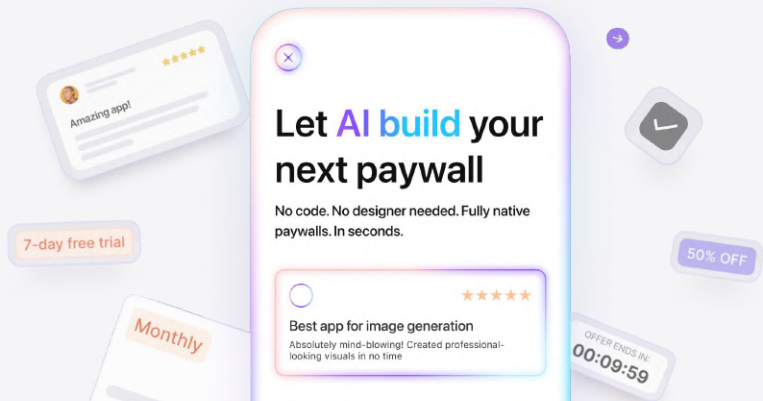 Amazing app!
7-day free trial
Monthly
Let AI build your
next paywall
No code. No designer needed. Fully native
paywalls. In seconds.
Best app for image generation
Absolutely mind-blowing! Created professional-
looking visuals in no time
50% OFF
OFFER ENDS IN:
00:09:59